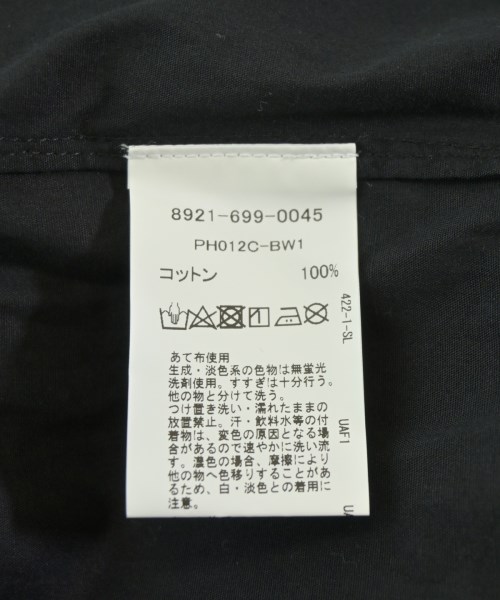 8921-699-0045
PH012C-BW1
コットン 100%
422-1-SL
あて布使用
生成・淡色系の色物は無蛍光
洗剤使用。すすぎは十分行う。
他の物と分けて洗う。
つけ置き洗い・濡れたままの
放置禁止。汗・飲料水等の付
着物は、変色の原因となる場
合があるので速やかに洗い流
す。濃色の場合、摩擦により
他の物へ色移りすることがあ
るため、白・淡色との着用に
注意。
UAF1
UA